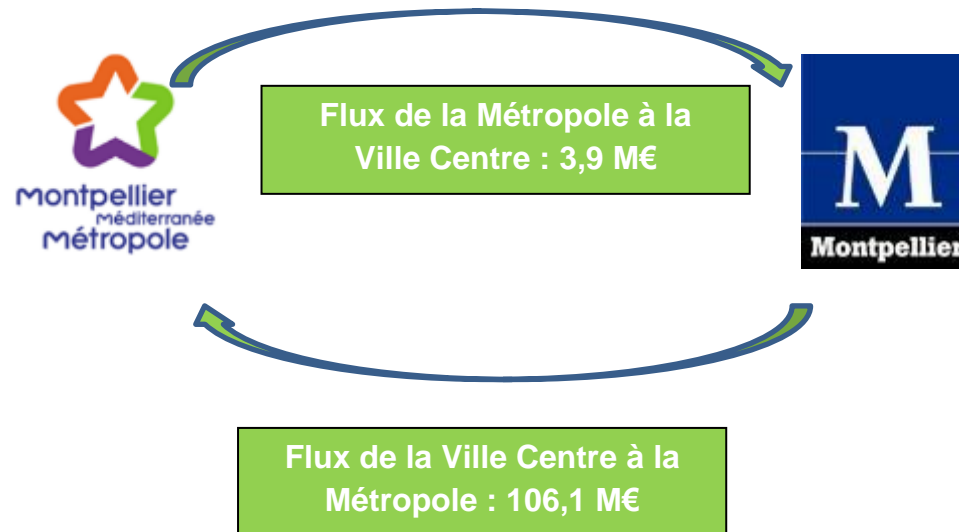 Flux de la Métropole à la
Ville Centre : 3,9 M€
montpellier
méditerranée
métropole
M
Montpellier
Flux de la Ville Centre à la
Métropole : 106,1 M€